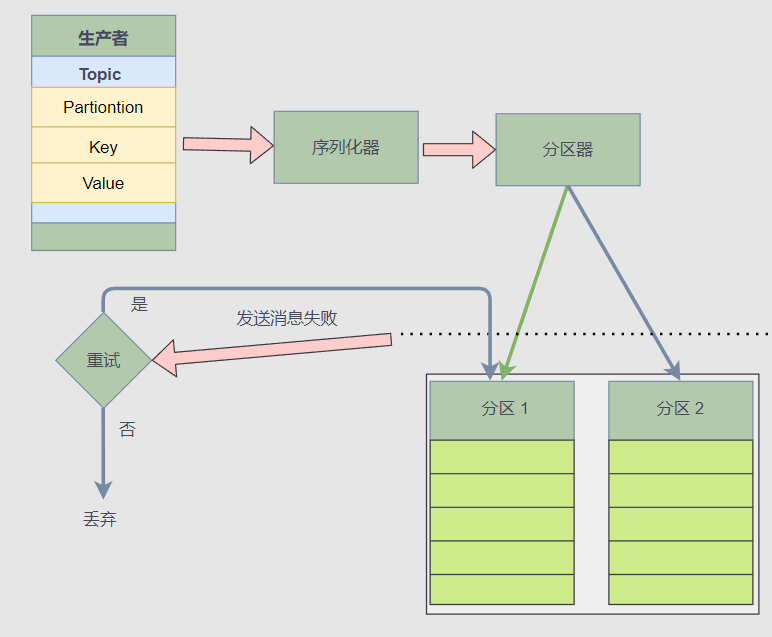 生产者
Topic
Partiontion
Key
Value
序列化器
分区器
是
发送消息失败
重试
否
丢弃
分区 1
分区 2